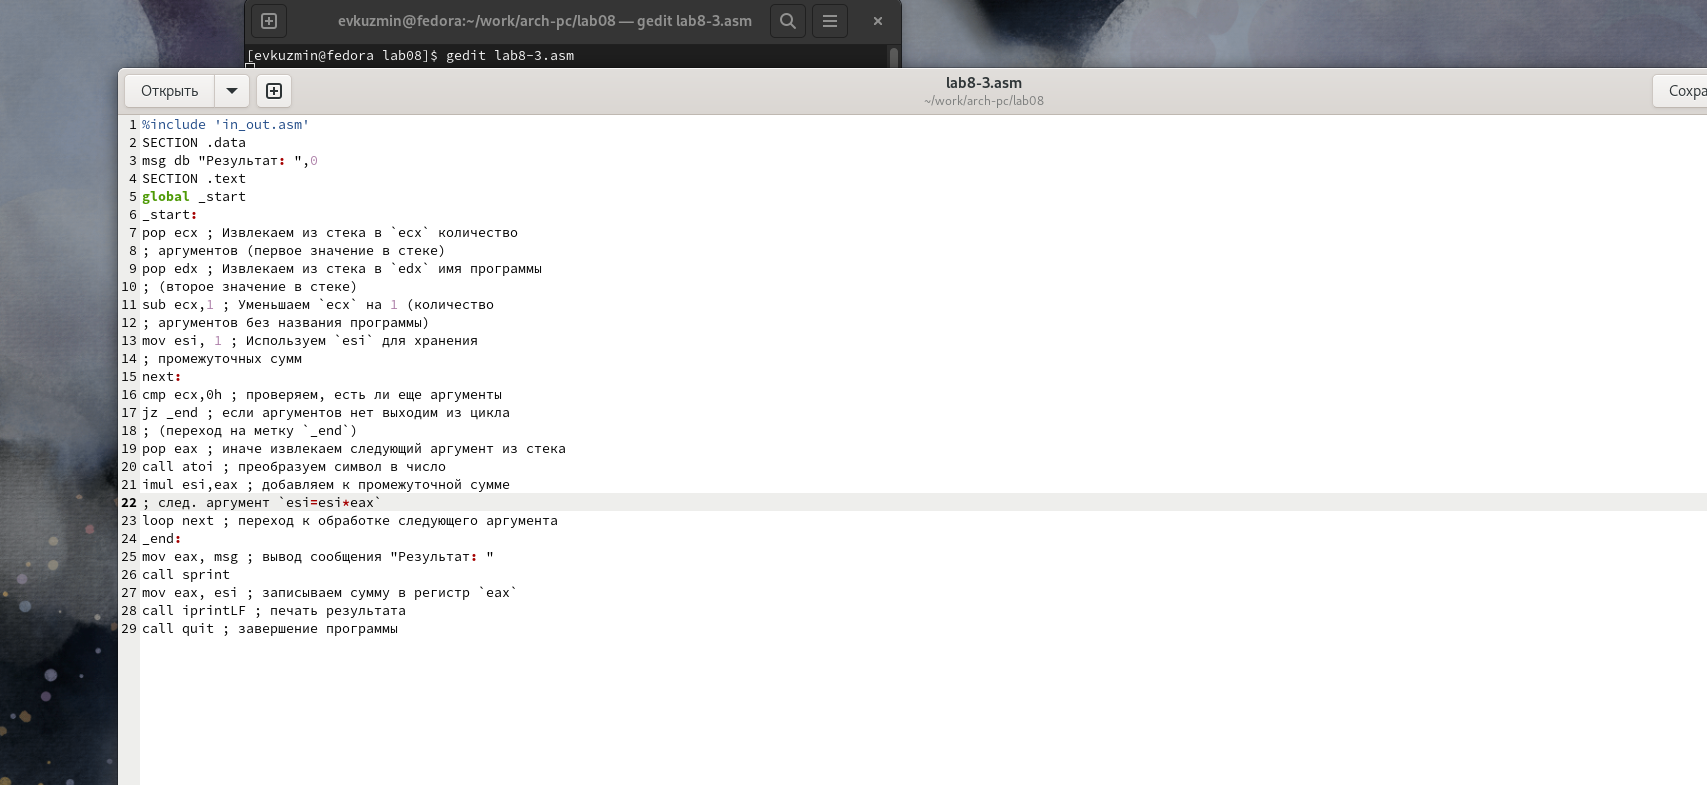 evkuzmin@fedora:~/work/arch-pc/lab08 — gedit lab8-3.asm
[evkuzmin@fedora lab08]$ gedit lab8-3.asm
Открыть
lab8-3.asm
~/work/arch-pc/lab08
Сохра
1 %include 'in_out.asm'
2 SECTION .data
3 msg db "Результат: ",0
4 SECTION .text
5 global _start
6 _start:
7 pop ecx ; Извлекаем из стека в `ecx` количество
8 ; аргументов (первое значение в стеке)
9 pop edx ; Извлекаем из стека в `edx` имя программы
10 ; (второе значение в стеке)
11 sub ecx,1 ; Уменьшаем `ecx` на 1 (количество
12 ; аргументов без названия программы)
13 mov esi, 1 ; Используем `esi` для хранения
14 ; промежуточных сумм
15 next:
16 cmp ecx,0h ; проверяем, есть ли еще аргументы
17 jz _end ; если аргументов нет выходим из цикла
18 ; (переход на метку `_end`)
19 pop eax ; иначе извлекаем следующий аргумент из стека
20 call atoi ; преобразуем символ в число
21 imul esi,eax ; добавляем к промежуточной сумме
22 ; след. аргумент `esi=esi*eax`
23 loop next ; переход к обработке следующего аргумента
24 _end:
25 mov eax, msg ; вывод сообщения "Результат: "
26 call sprint
27 mov eax, esi ; записываем сумму в регистр `eax`
28 call iprintLF ; печать результата
29 call quit ; завершение программы